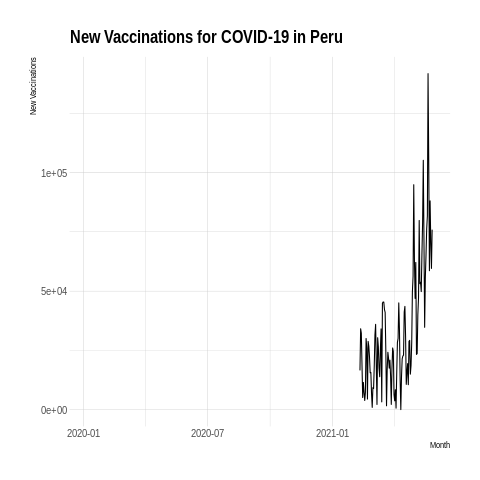 New Vaccinations for COVID-19 in Peru
New Vaccinations
1e+05
5e+04
0e+00
2020-01 2020-07 2021-01
Month